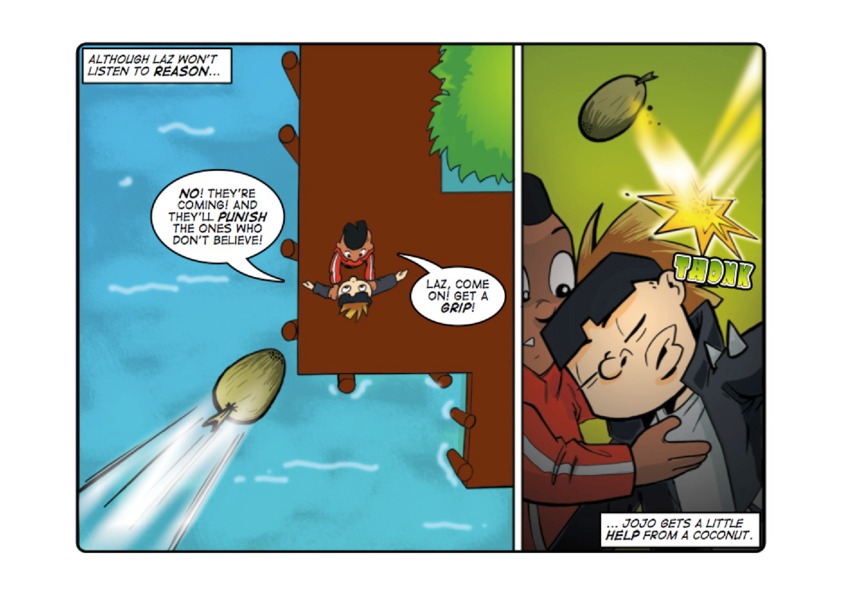 ALTHOUGH LAZ WON'T
LISTEN TO REASON...
NO! THEY'RE
COMING! AND
THEY'LL PUNISH
THE ONES WHO
DON'T BELIEVE!
LAZ, COME
ON! GET A
GRIP!
THONK
... JOJO GETS A LITTLE
HELP FROM A COCONUT.